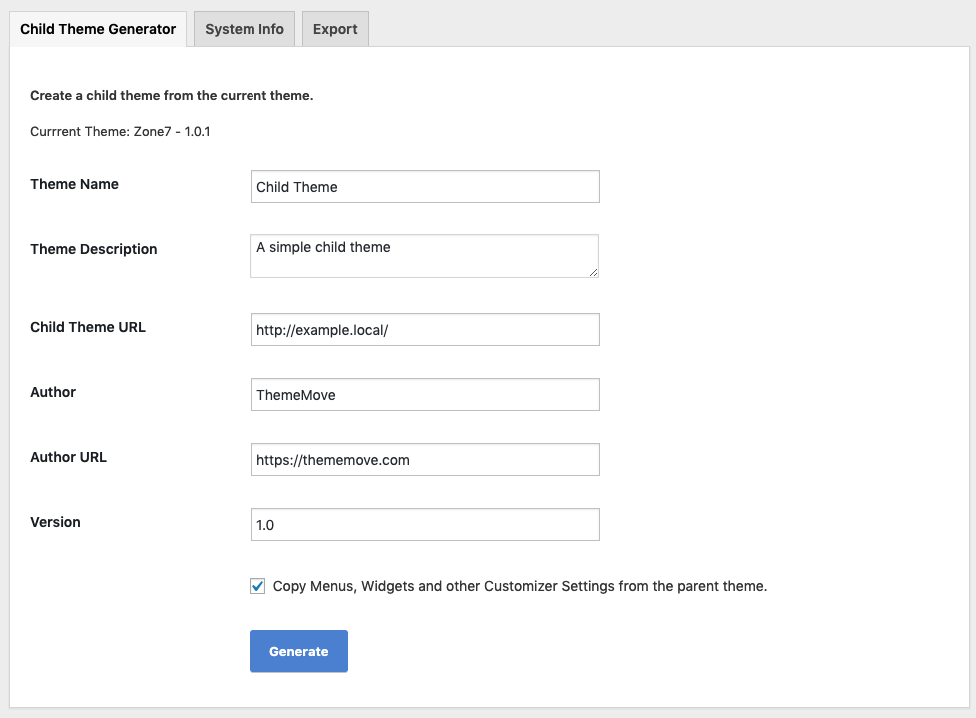 Child Theme Generator
System Info
Export
Create a child theme from the current theme.
Currrent Theme: Zone7 - 1.0.1
Theme Name
Child Theme
Theme Description
A simple child theme
Child Theme URL
http://example.local/
Author
ThemeMove
Author URL
https://thememove.com
Version
1.0
Copy Menus, Widgets and other Customizer Settings from the parent theme.
Generate